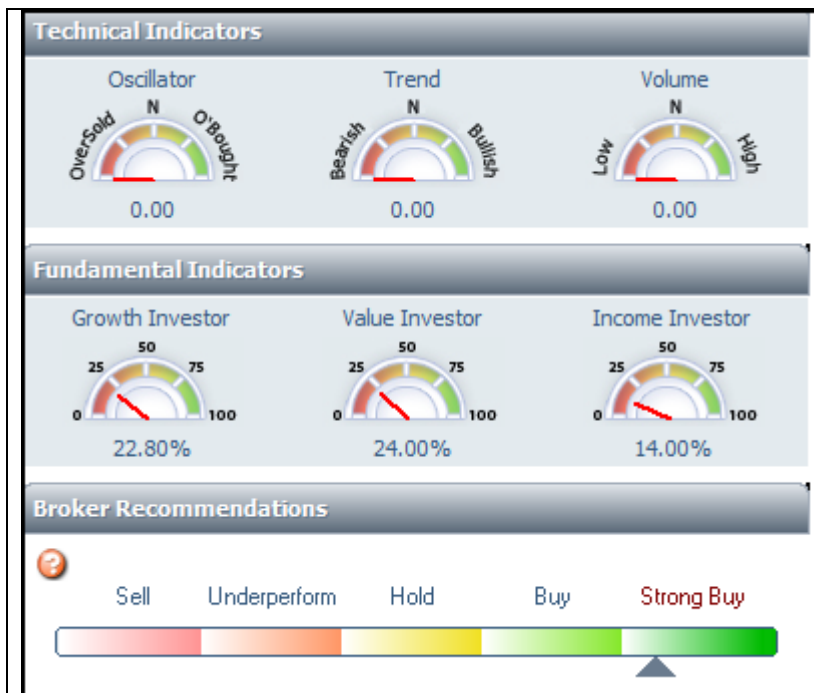 Technical Indicators
Oscillator Trend Volume
OverSold N O'Bought Bearish N Bullish Low N High
0.00 0.00 0.00
Fundamental Indicators
Growth Investor Value Investor Income Investor
0 25 50 75 100 0 25 50 75 100 0 25 50 75 100
22.80% 24.00% 14.00%
Broker Recommendations
?
Sell Underperform Hold Buy Strong Buy